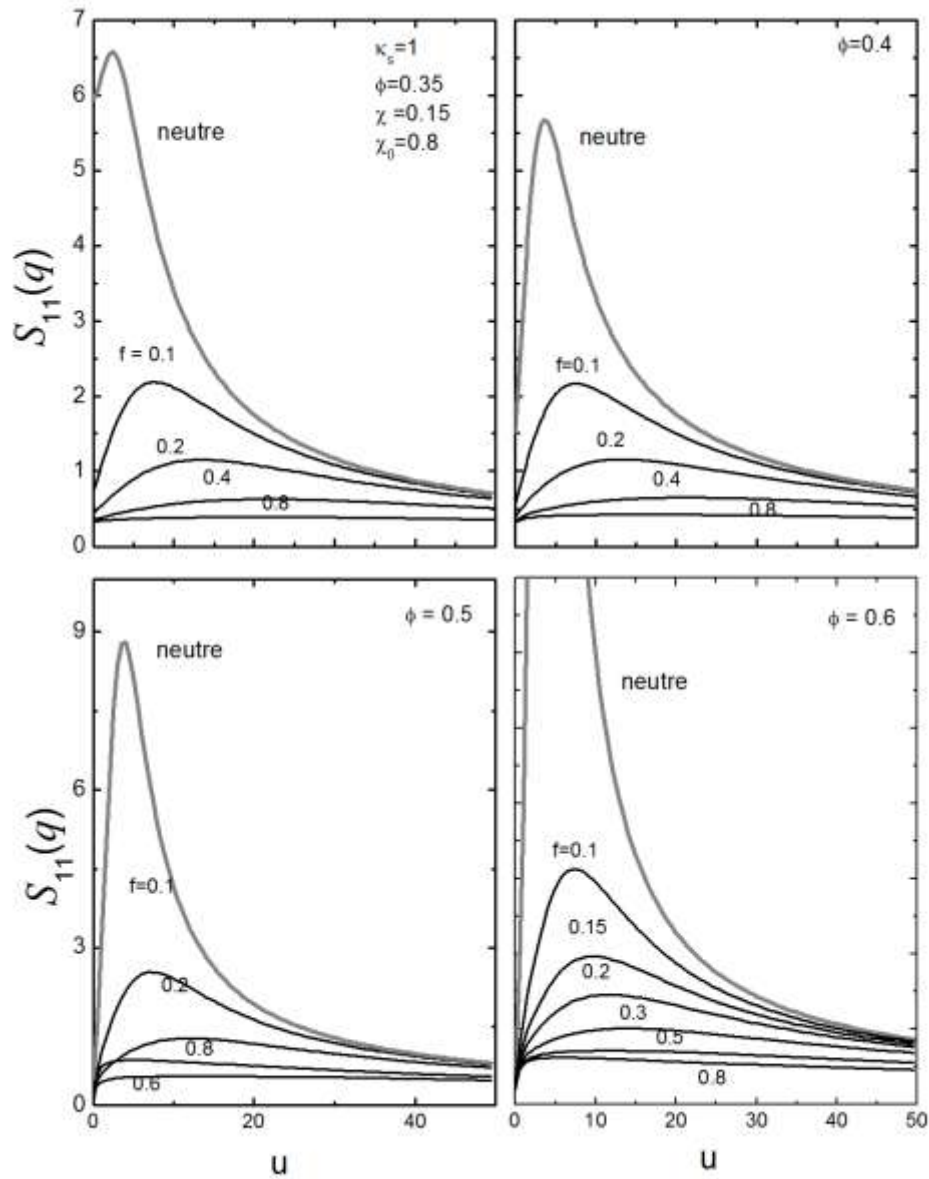 7
6
5
4
3
2
1
0
S₁₁(q)
κₛ=1
ϕ=0.35
χ =0.15
χ₀=0.8
neutre
f = 0.1
0.2
0.4
0.8
ϕ=0.4
neutre
f=0.1
0.2
0.4
0.8
9
6
3
0
S₁₁(q)
ϕ = 0.5
neutre
f=0.1
0.2
0.8
0.6
0 20 40
u
ϕ = 0.6
neutre
f=0.1
0.15
0.2
0.3
0.5
0.8
0 10 20 30 40 50
u